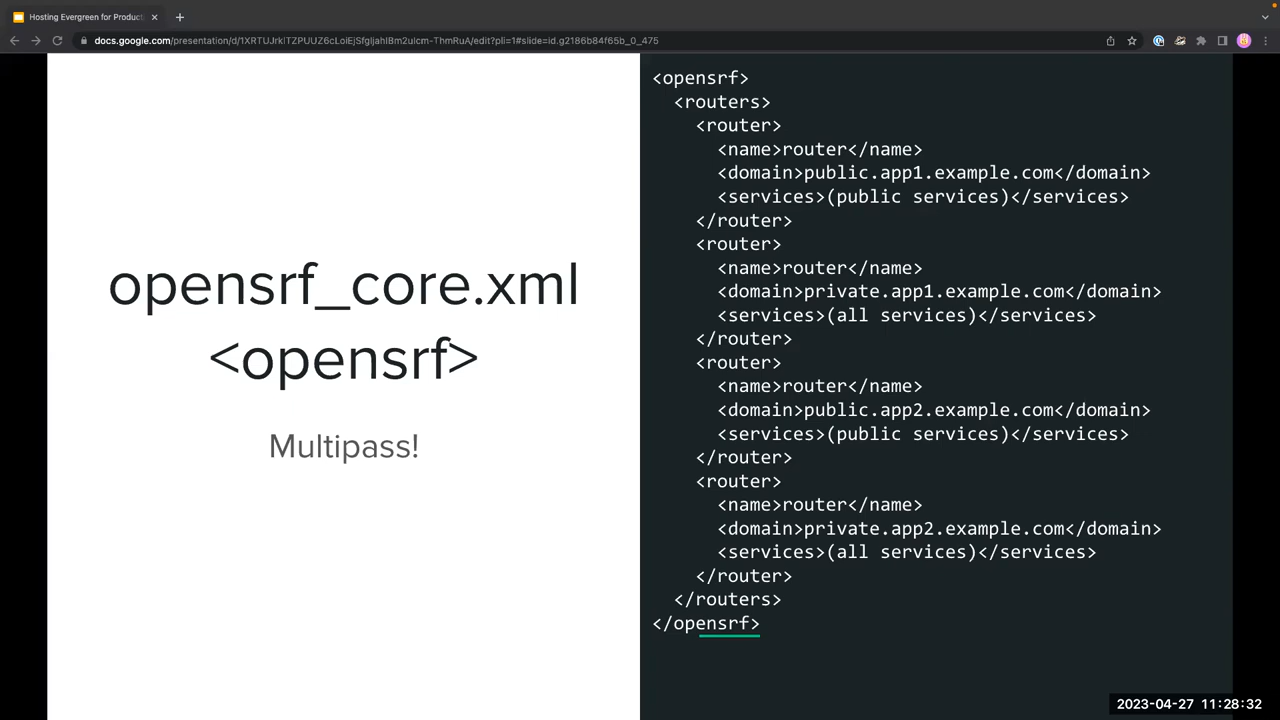 Hosting Evergreen for Product
docs.google.com/presentation/d/1XRTUJrkITZPUUZ6cLoIEjSfgljahIBm2uIcm-ThmRuA/edit?pli=1#slide=id.g2186b84f65b_0_475
opensrf_core.xml
<opensrf>
Multipass!
<opensrf>
<routers>
<router>
<name>router</name>
<domain>public.app1.example.com</domain>
<services>(public services)</services>
</router>
<router>
<name>router</name>
<domain>private.app1.example.com</domain>
<services>(all services)</services>
</router>
<router>
<name>router</name>
<domain>public.app2.example.com</domain>
<services>(public services)</services>
</router>
<router>
<name>router</name>
<domain>private.app2.example.com</domain>
<services>(all services)</services>
</router>
</routers>
</opensrf>
2023-04-27 11:28:32